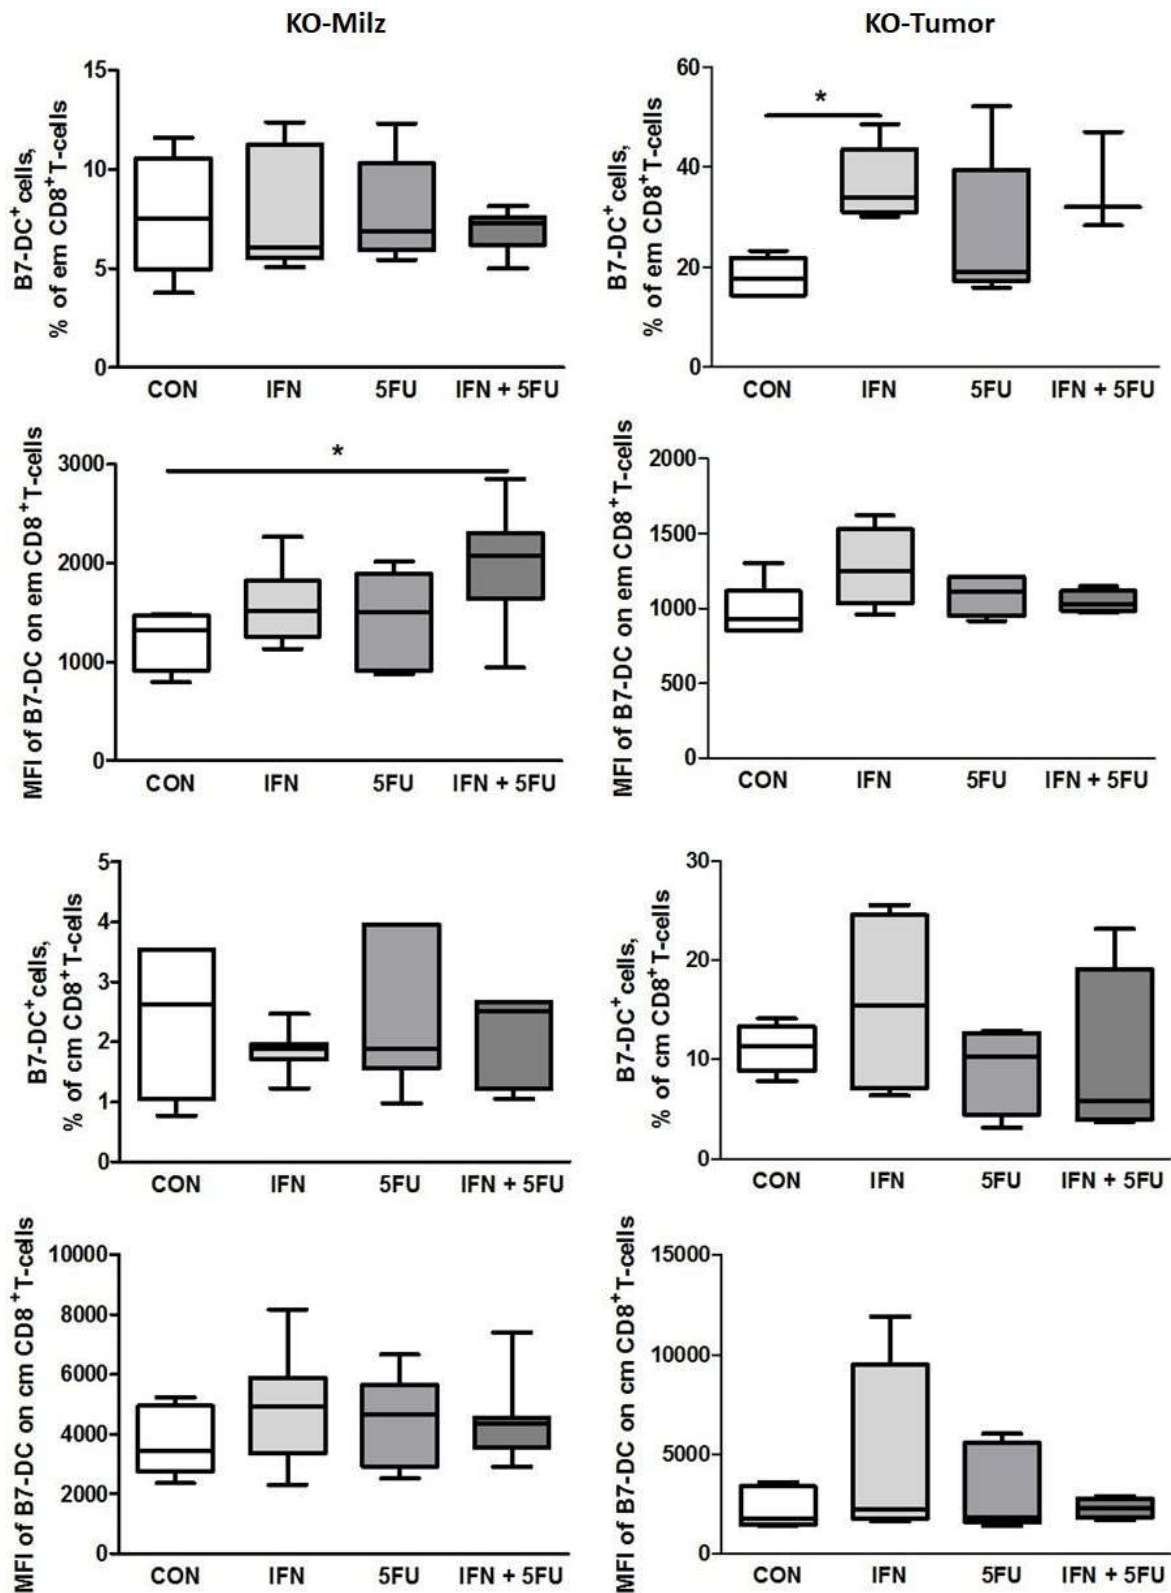 KO-Milz
KO-Tumor
B7-DC⁺ cells,
% of em CD8⁺T-cells
15
10
5
0
CON IFN 5FU IFN + 5FU
B7-DC⁺ cells,
% of em CD8⁺T-cells
60
40
20
0
*
CON IFN 5FU IFN + 5FU
MFI of B7-DC on em CD8⁺T-cells
3000
2000
1000
0
*
CON IFN 5FU IFN + 5FU
MFI of B7-DC on em CD8⁺T-cells
2000
1500
1000
500
0
CON IFN 5FU IFN + 5FU
B7-DC⁺ cells,
% of cm CD8⁺T-cells
5
4
3
2
1
0
CON IFN 5FU IFN + 5FU
B7-DC⁺ cells,
% of cm CD8⁺T-cells
30
20
10
0
CON IFN 5FU IFN + 5FU
MFI of B7-DC on cm CD8⁺T-cells
10000
8000
6000
4000
2000
0
CON IFN 5FU IFN + 5FU
MFI of B7-DC on cm CD8⁺T-cells
15000
10000
5000
0
CON IFN 5FU IFN + 5FU